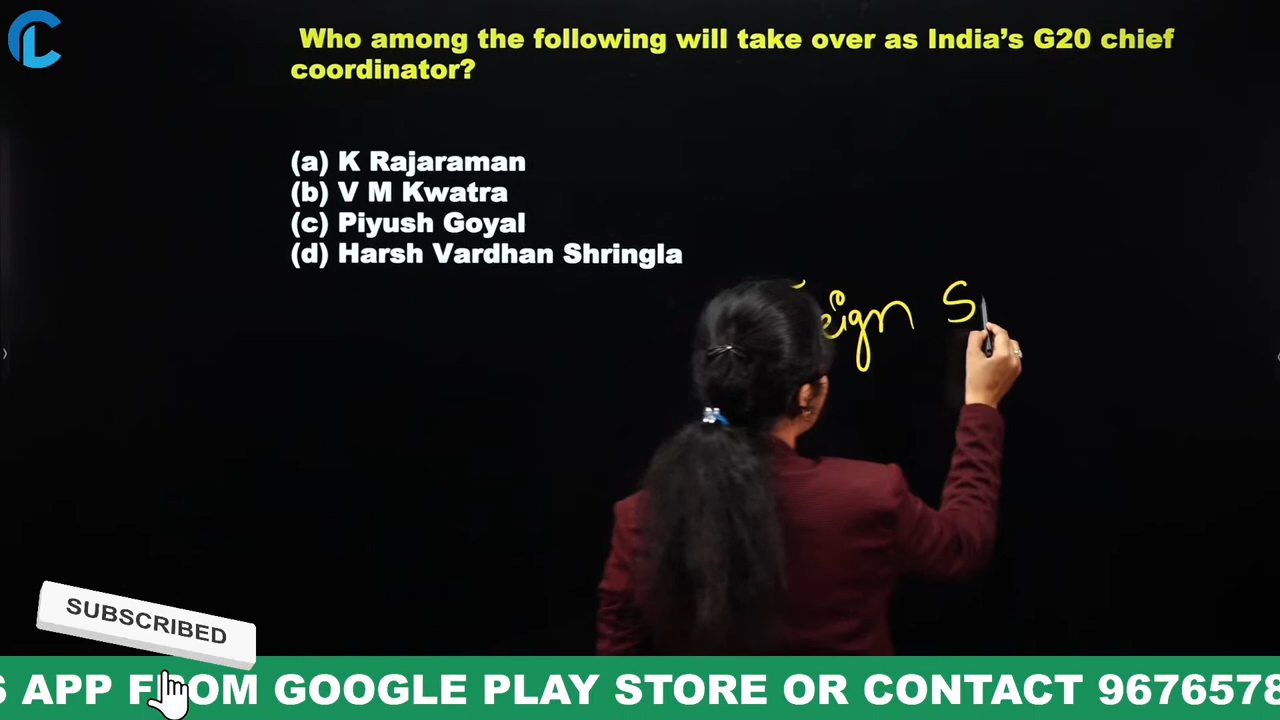 Who among the following will take over as India's G20 chief
coordinator?
(a) K Rajaraman
(b) V M Kwatra
(c) Piyush Goyal
(d) Harsh Vardhan Shringla
eign S
SUBSCRIBED
S APP FROM GOOGLE PLAY STORE OR CONTACT 9676578